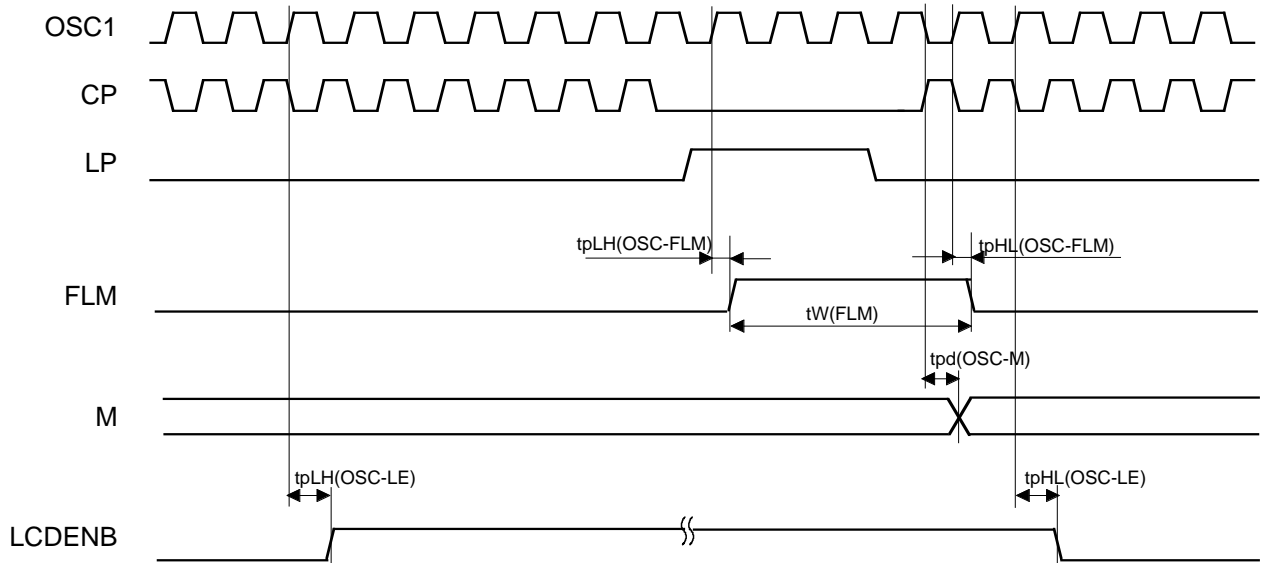 OSC1
CP
LP
tpLH(OSC-FLM)
tpHL(OSC-FLM)
FLM
tW(FLM)
tpd(OSC-M)
M
tpLH(OSC-LE)
tpHL(OSC-LE)
LCDENB